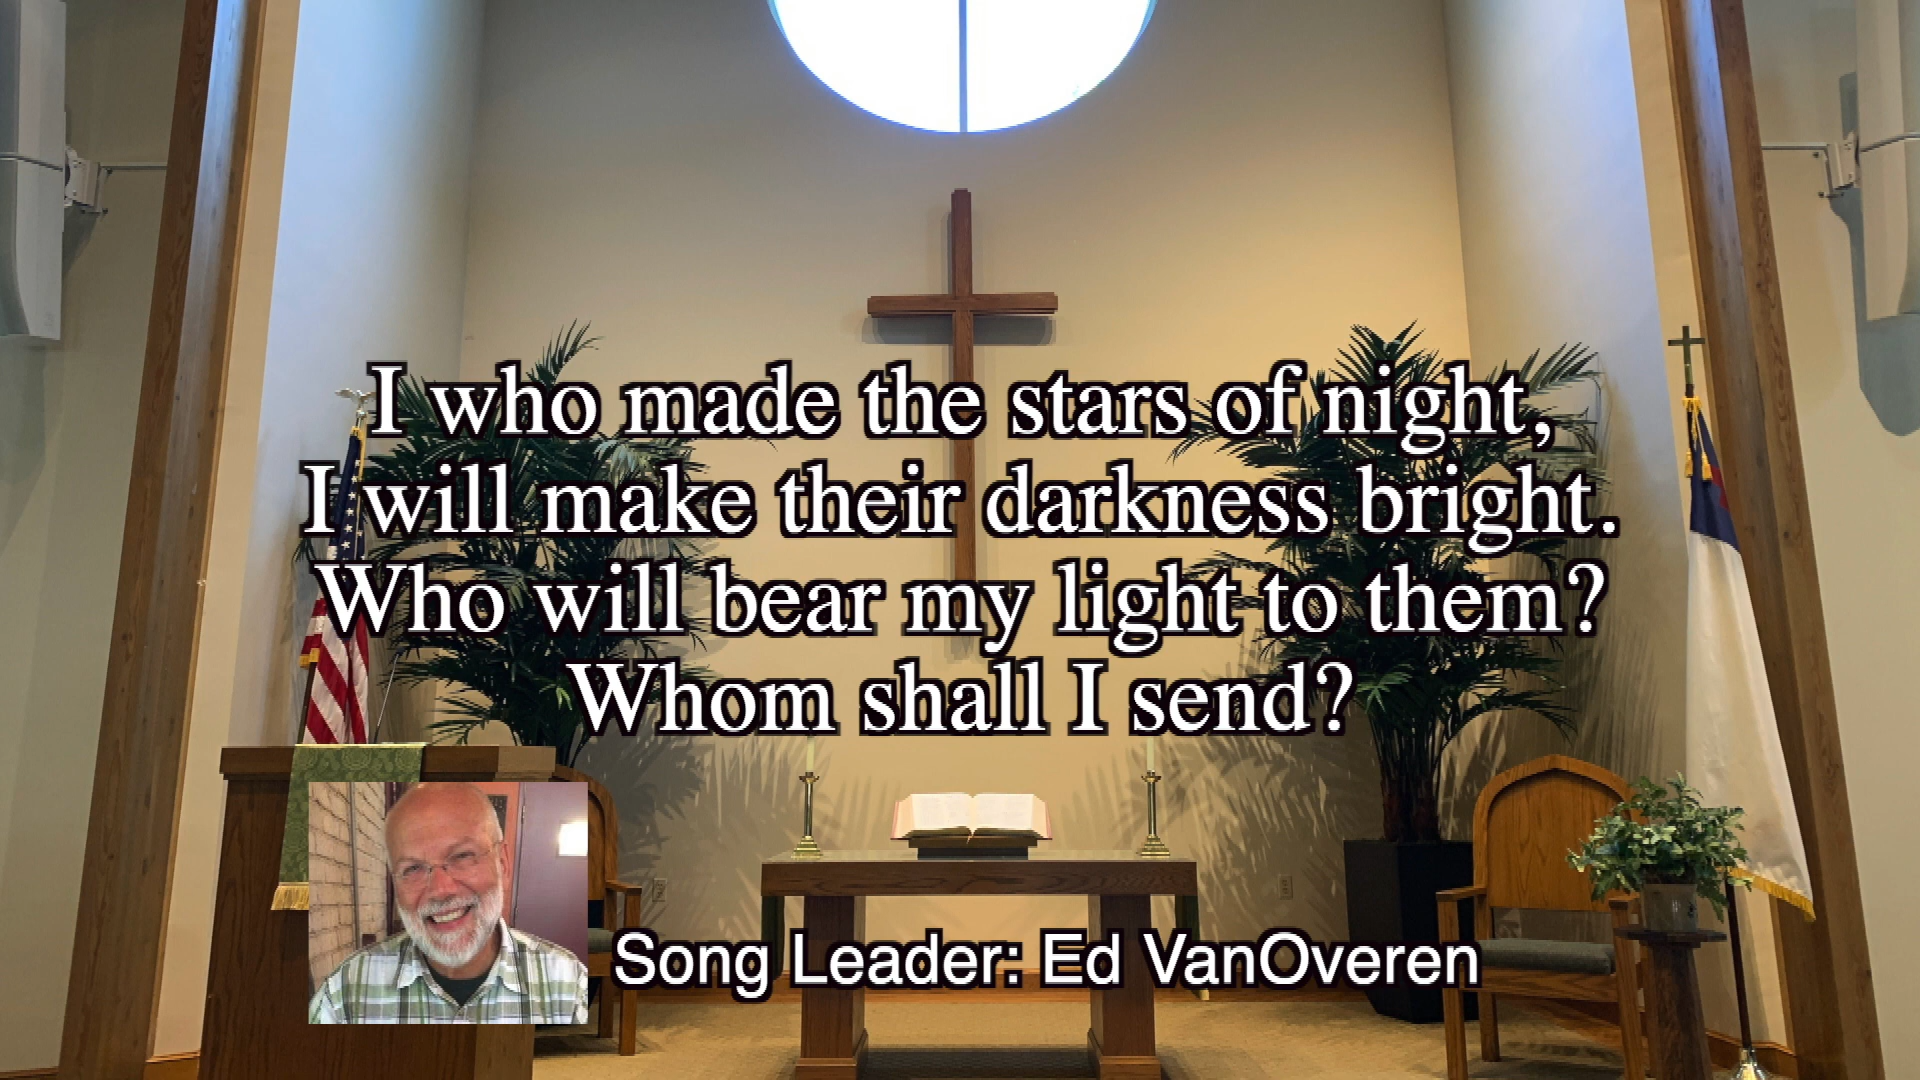 I who made the stars of night,
I will make their darkness bright.
Who will bear my light to them?
Whom shall I send?
Song Leader: Ed VanOveren